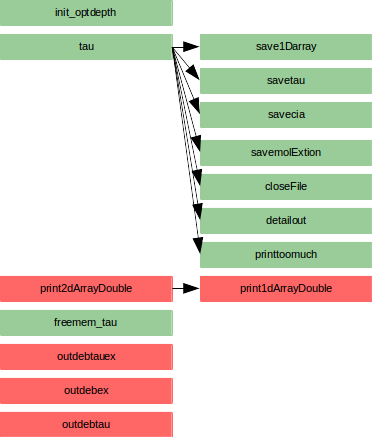 init_optdepth
tau
save1Darray
savetau
savecia
savemolExtion
closeFile
detailout
printtoomuch
print2dArrayDouble
print1dArrayDouble
freemem_tau
outdebtauex
outdebex
outdebtau